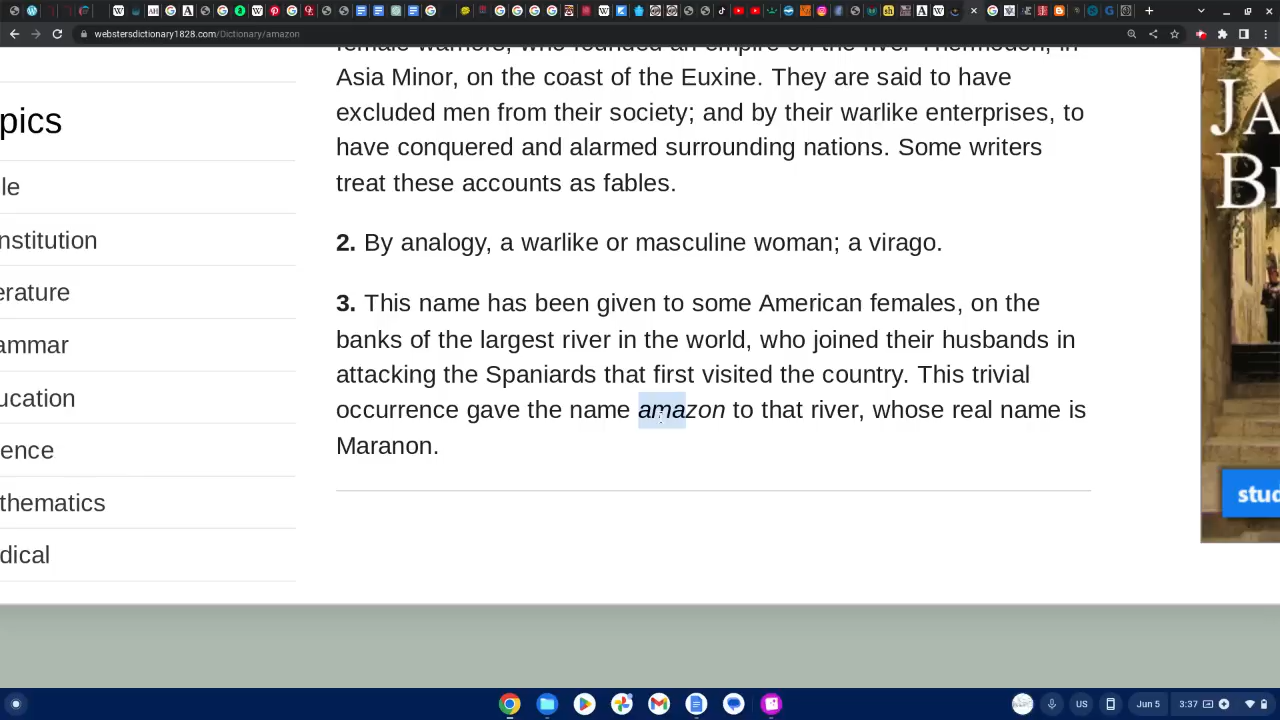 webstersdictionary1828.com/Dictionary/amazon
Asia Minor, on the coast of the Euxine. They are said to have
excluded men from their society; and by their warlike enterprises, to
have conquered and alarmed surrounding nations. Some writers
treat these accounts as fables.
2. By analogy, a warlike or masculine woman; a virago.
3. This name has been given to some American females, on the
banks of the largest river in the world, who joined their husbands in
attacking the Spaniards that first visited the country. This trivial
occurrence gave the name amazon to that river, whose real name is
Maranon.
pics
le
nstitution
erature
ammar
ucation
ence
thematics
dical
K
JA
BI
stud
US
Jun 5
3:37